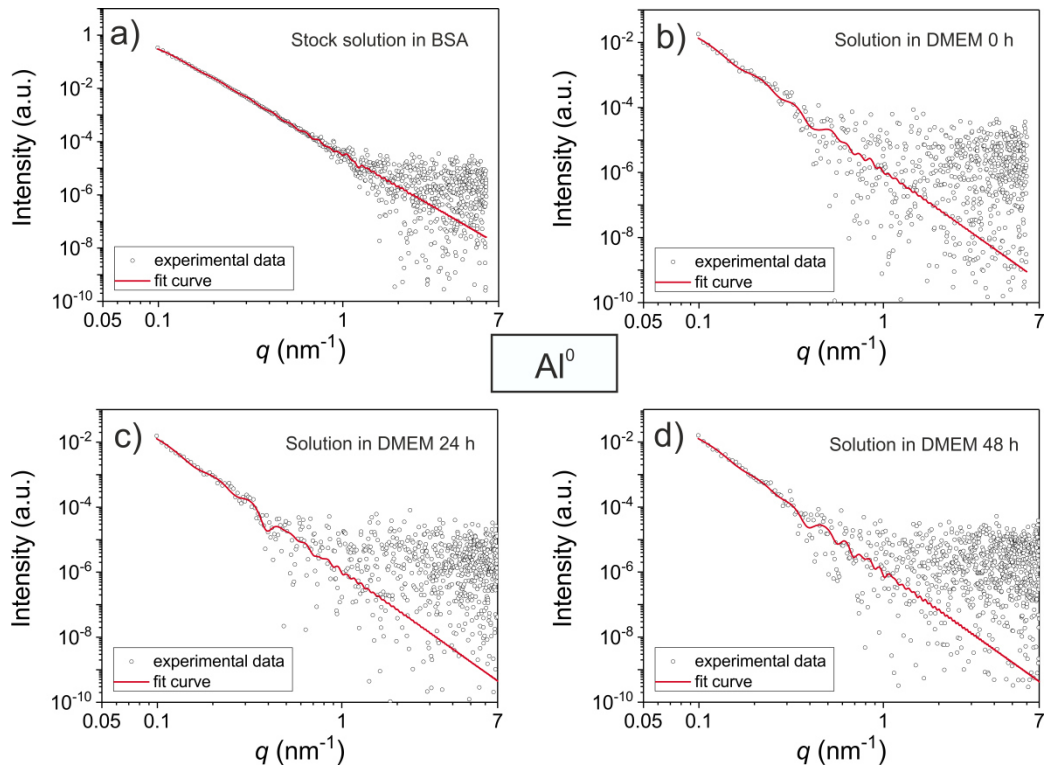 a)
Stock solution in BSA
Intensity (a.u.)
1
10⁻²
10⁻⁴
10⁻⁶
10⁻⁸
10⁻¹⁰
experimental data
fit curve
0.05 0.1 1 7
q (nm⁻¹)
b)
Solution in DMEM 0 h
Intensity (a.u.)
10⁻²
10⁻⁴
10⁻⁶
10⁻⁸
10⁻¹⁰
experimental data
fit curve
0.05 0.1 1 7
q (nm⁻¹)
Al⁰
c)
Solution in DMEM 24 h
Intensity (a.u.)
10⁻²
10⁻⁴
10⁻⁶
10⁻⁸
10⁻¹⁰
experimental data
fit curve
0.05 0.1 1 7
q (nm⁻¹)
d)
Solution in DMEM 48 h
Intensity (a.u.)
10⁻²
10⁻⁴
10⁻⁶
10⁻⁸
10⁻¹⁰
experimental data
fit curve
0.05 0.1 1 7
q (nm⁻¹)